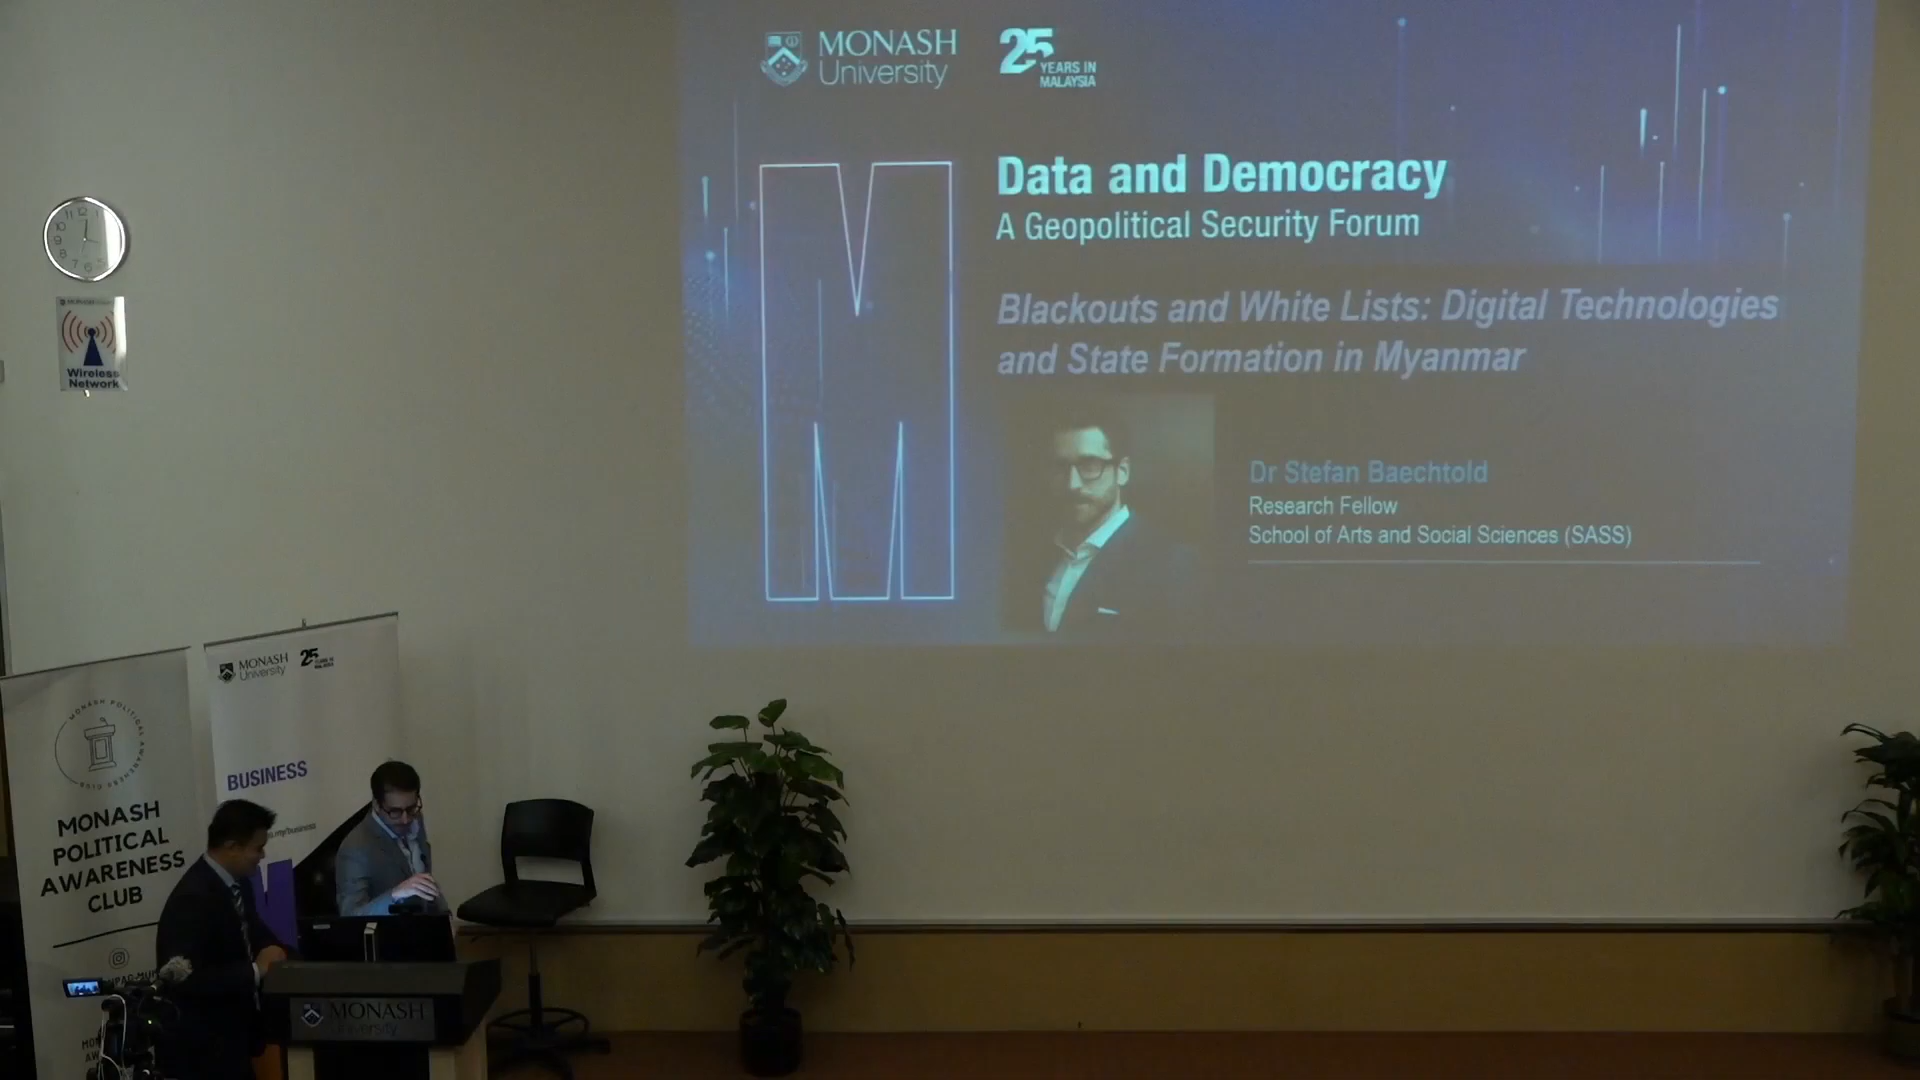 MONASH
University
25
YEARS IN
MALAYSIA
Data and Democracy
A Geopolitical Security Forum
Blackouts and White Lists: Digital Technologies
and State Formation in Myanmar
Dr Stefan Baechtold
Research Fellow
School of Arts and Social Sciences (SASS)
Wireless
Network
MONASH
University
25
BUSINESS
MONASH
POLITICAL
AWARENESS
CLUB
MONASH
University